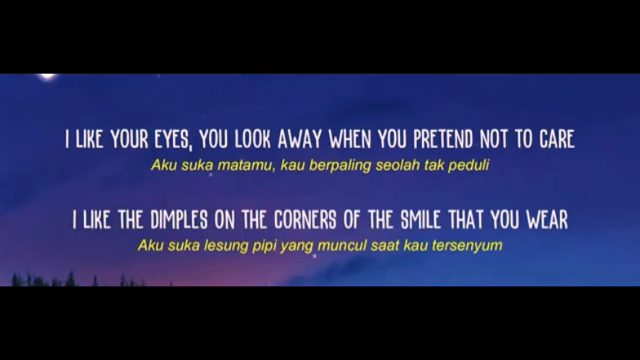 I LIKE YOUR EYES, YOU LOOK AWAY WHEN YOU PRETEND NOT TO CARE
Aku suka matamu, kau berpaling seolah tak peduli
I LIKE THE DIMPLES ON THE CORNERS OF THE SMILE THAT YOU WEAR
Aku suka lesung pipi yang muncul saat kau tersenyum